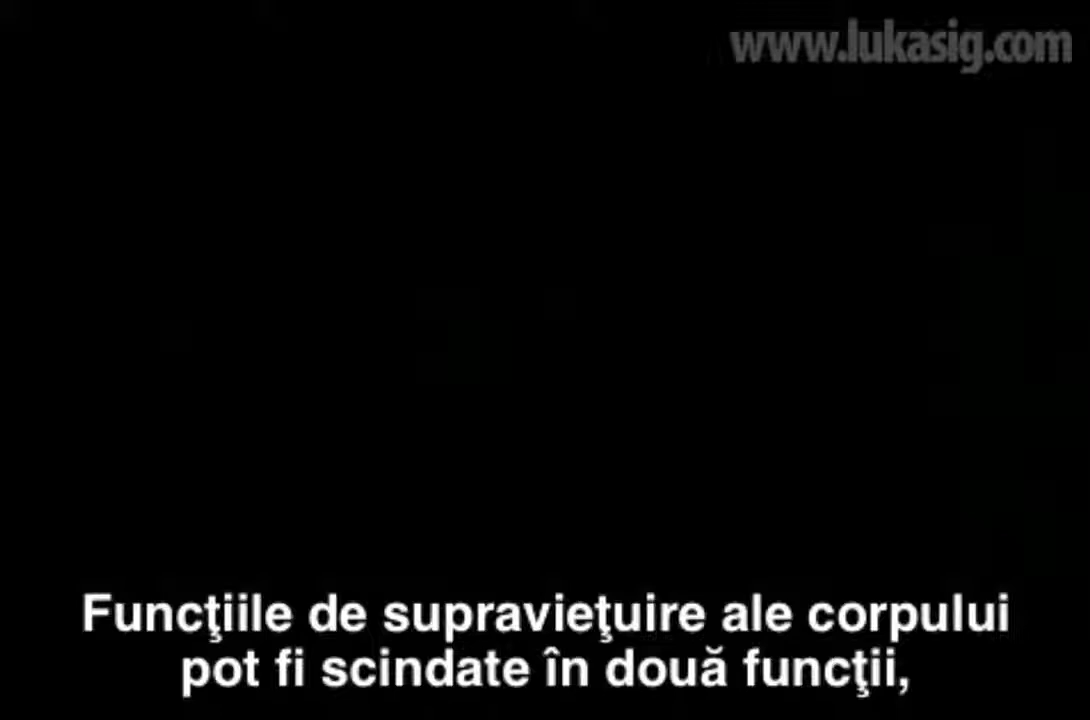 www.lukasig.com
Funcţiile de supravieţuire ale corpului
pot fi scindate în două funcţii,